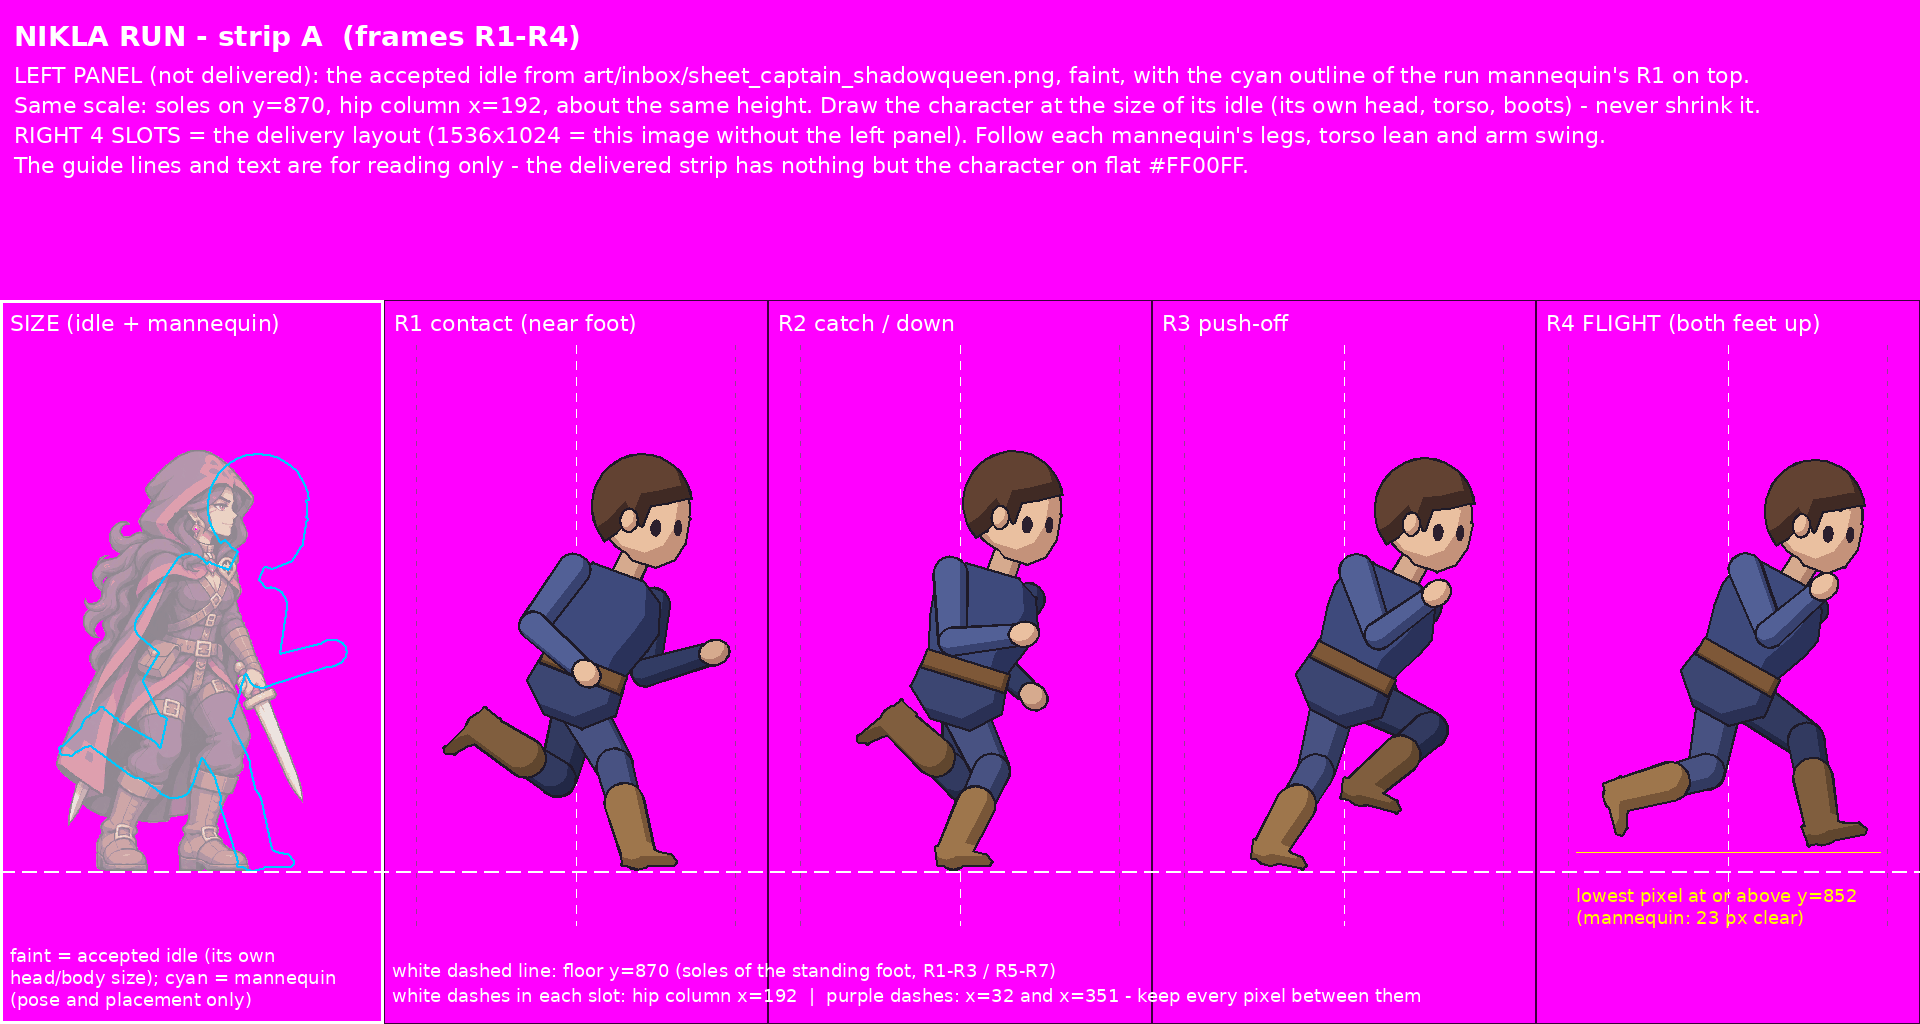 NIKLA RUN - strip A  (frames R1-R4)
LEFT PANEL (not delivered): the accepted idle from art/inbox/sheet_captain_shadowqueen.png, faint, with the cyan outline of the run mannequin's R1 on top.
Same scale: soles on y=870, hip column x=192, about the same height. Draw the character at the size of its idle (its own head, torso, boots) - never shrink it.
RIGHT 4 SLOTS = the delivery layout (1536x1024 = this image without the left panel). Follow each mannequin's legs, torso lean and arm swing.
The guide lines and text are for reading only - the delivered strip has nothing but the character on flat #FF00FF.
SIZE (idle + mannequin)
R1 contact (near foot)
R2 catch / down
R3 push-off
R4 FLIGHT (both feet up)
lowest pixel at or above y=852
(mannequin: 23 px clear)
faint = accepted idle (its own
head/body size); cyan = mannequin
(pose and placement only)
white dashed line: floor y=870 (soles of the standing foot, R1-R3 / R5-R7)
white dashes in each slot: hip column x=192  |  purple dashes: x=32 and x=351 - keep every pixel between them